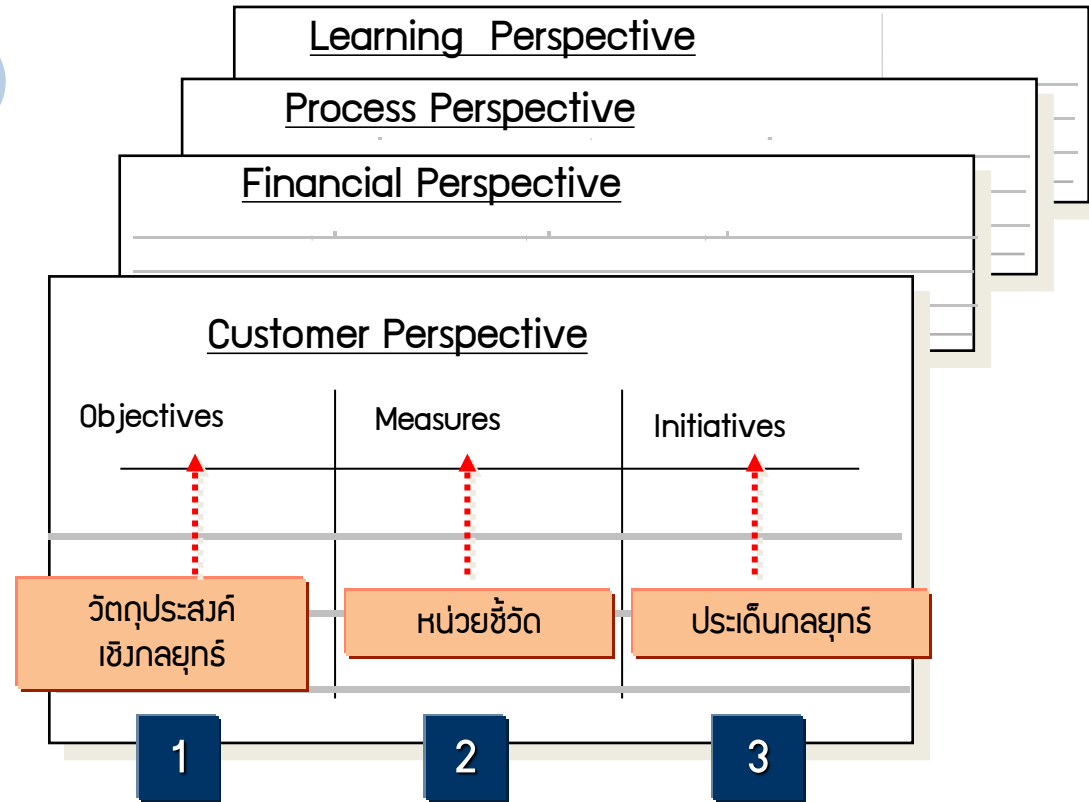 Learning Perspective
Process Perspective
Financial Perspective
Customer Perspective
Objectives
Measures
Initiatives
วัตถุประสงค์
เชิงกลยุทธ์
หน่วยชี้วัด
ประเด็นกลยุทธ์
1
2
3